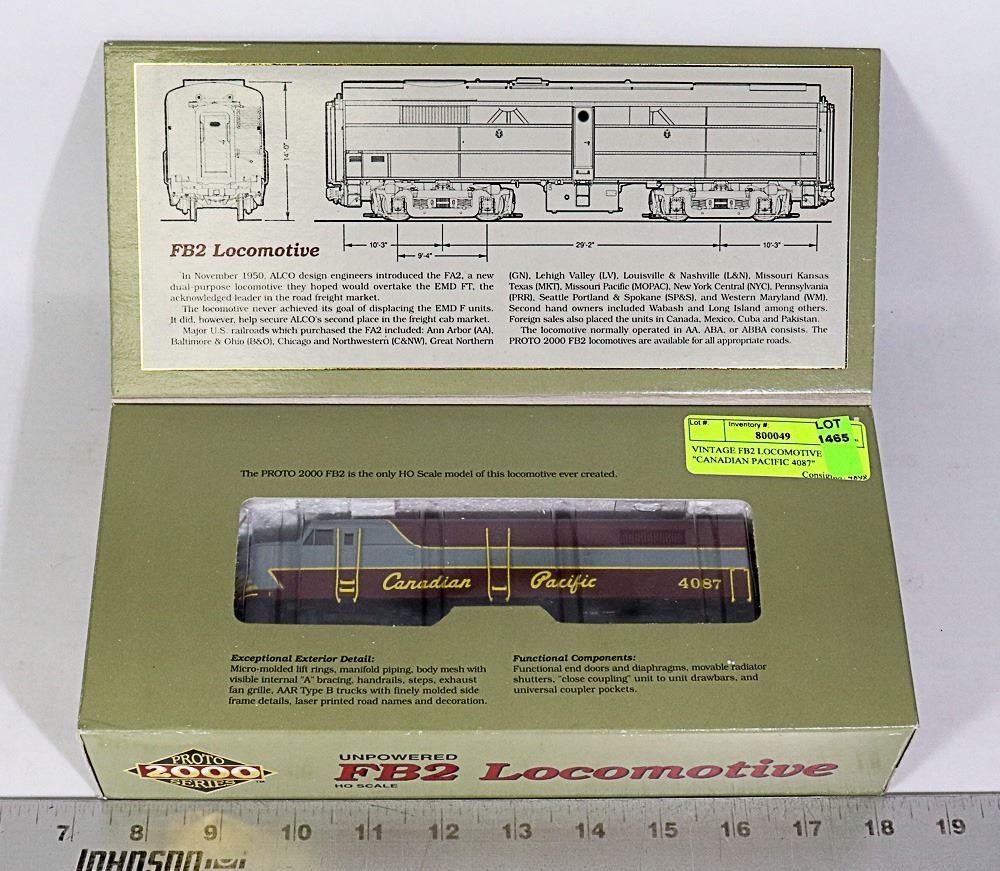 14'-0"
10'-3"
9'-4"
29'-2"
10'-3"
FB2 Locomotive
In November 1950, ALCO design engineers introduced the FA2, a new
dual-purpose locomotive they hoped would overtake the EMD FT, the
acknowledged leader in the road freight market.
The locomotive never achieved its goal of displacing the EMD F units.
It did, however, help secure ALCO's second place in the freight cab market.
Major U.S. railroads which purchased the FA2 included: Ann Arbor (AA),
Baltimore & Ohio (B&O), Chicago and Northwestern (C&NW), Great Northern
(GN), Lehigh Valley (LV), Louisville & Nashville (L&N), Missouri Kansas
Texas (MKT), Missouri Pacific (MOPAC), New York Central (NYC), Pennsylvania
(PRR), Seattle Portland & Spokane (SP&S), and Western Maryland (WM).
Second hand owners included Wabash and Long Island among others.
Foreign sales also placed the units in Canada, Mexico, Cuba and Pakistan.
The locomotive normally operated in AA, ABA, or ABBA consists. The
PROTO 2000 FB2 locomotives are available for all appropriate roads.
Lot #:
Inventory #:
800049
LOT
1465
VINTAGE FB2 LOCOMOTIVE
"CANADIAN PACIFIC 4087"
The PROTO 2000 FB2 is the only HO Scale model of this locomotive ever created.
Canadian Pacific 4087
Exceptional Exterior Detail:
Micro-molded lift rings, manifold piping, body mesh with
visible internal "A" bracing, handrails, steps, exhaust
fan grille, AAR Type B trucks with finely molded side
frame details, laser printed road names and decoration.
Functional Components:
Functional end doors and diaphragms, movable radiator
shutters, "close coupling" unit to unit drawbars, and
universal coupler pockets.
PROTO
2000
SERIES
TM
UNPOWERED
FB2 Locomotive
HO SCALE
7 8 9 10 11 12 13 14 15 16 17 18 19
JOHNSON